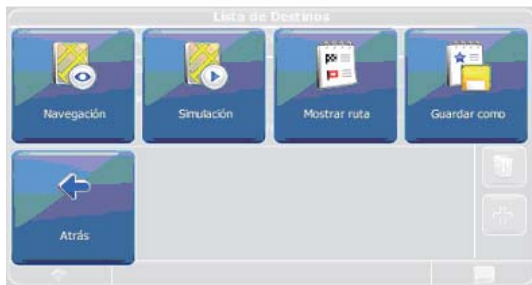 Lista de Destinos
Navegación
Simulación
Mostrar ruta
Guardar como
Atrás